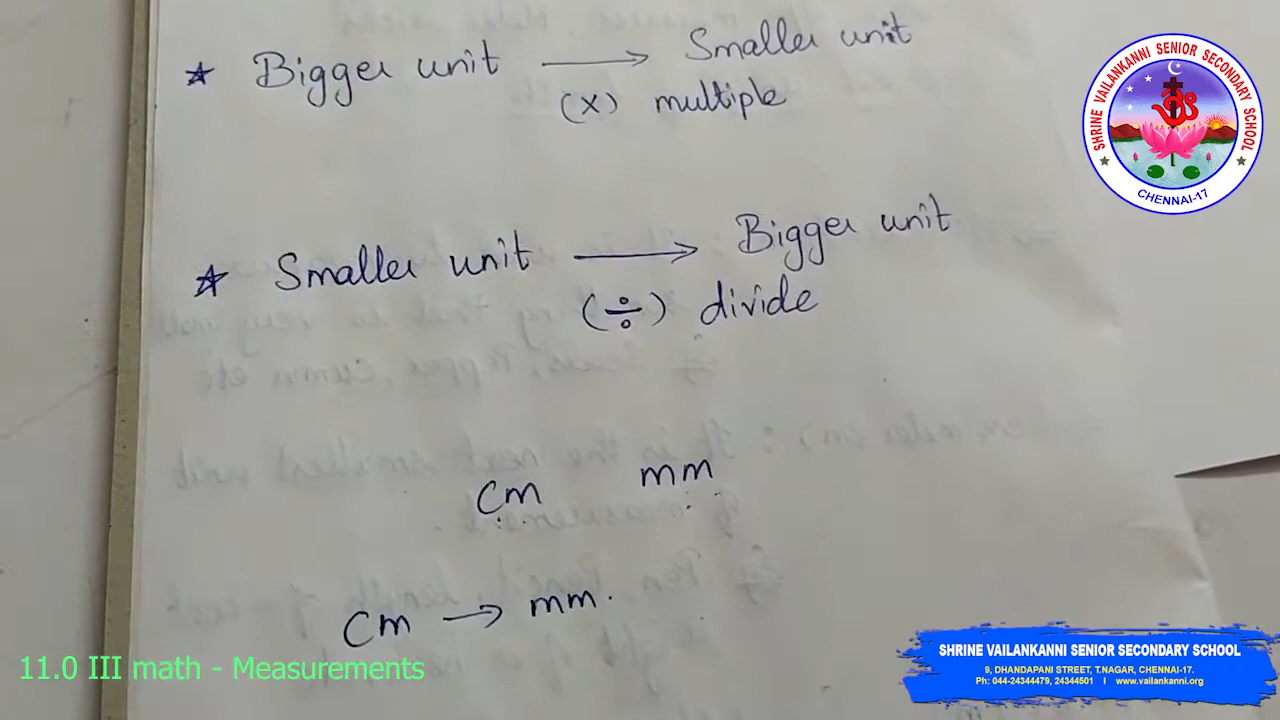 ★ Bigger unit ⟶ Smaller unit
(×) multiple
★ Smaller unit ⟶ Bigger unit
(÷) divide
Cm mm
Cm → mm.
11.0 III math - Measurements
SHRINE VAILANKANNI SENIOR SECONDARY SCHOOL
CHENNAI-17
SHRINE VAILANKANNI SENIOR SECONDARY SCHOOL
9, DHANDAPANI STREET, T.NAGAR, CHENNAI-17.
Ph: 044-24344479, 24344501 I www.vailankanni.org